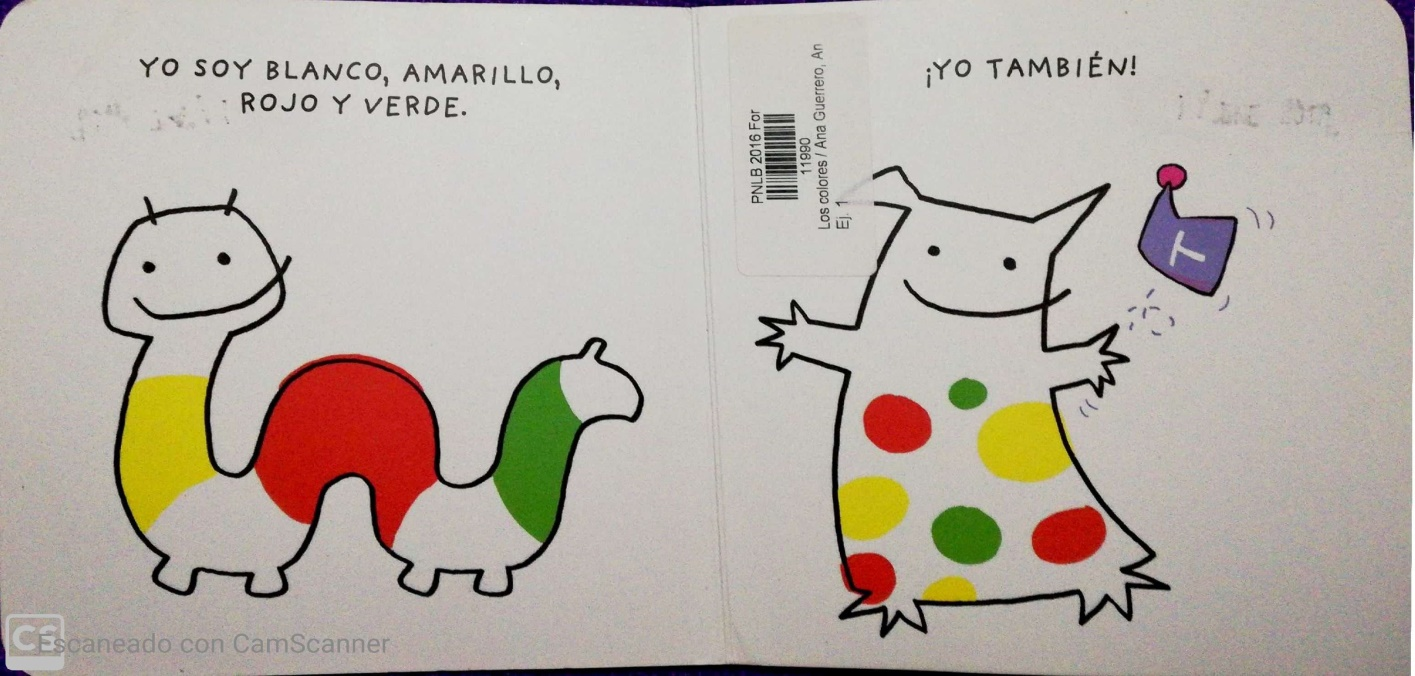 YO SOY BLANCO, AMARILLO,
ROJO Y VERDE.
PNLB 2016 For
11990
Los colores / Ana Guerrero, An
Ej. 1
¡YO TAMBIÉN!
T
CS Escaneado con CamScanner